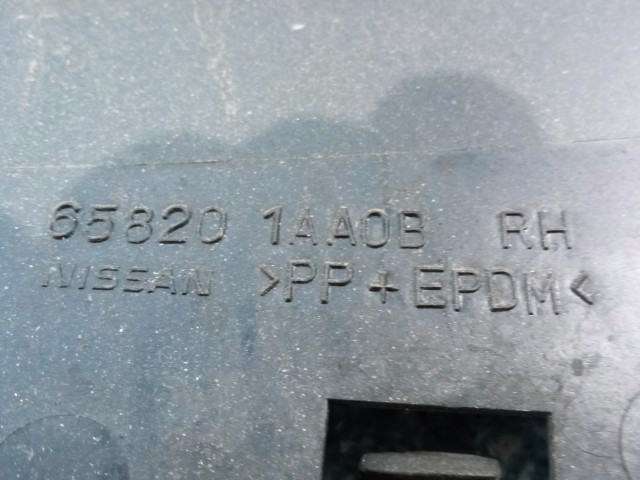 65820 1AA0B RH
NISSAN >PP+EPDM<